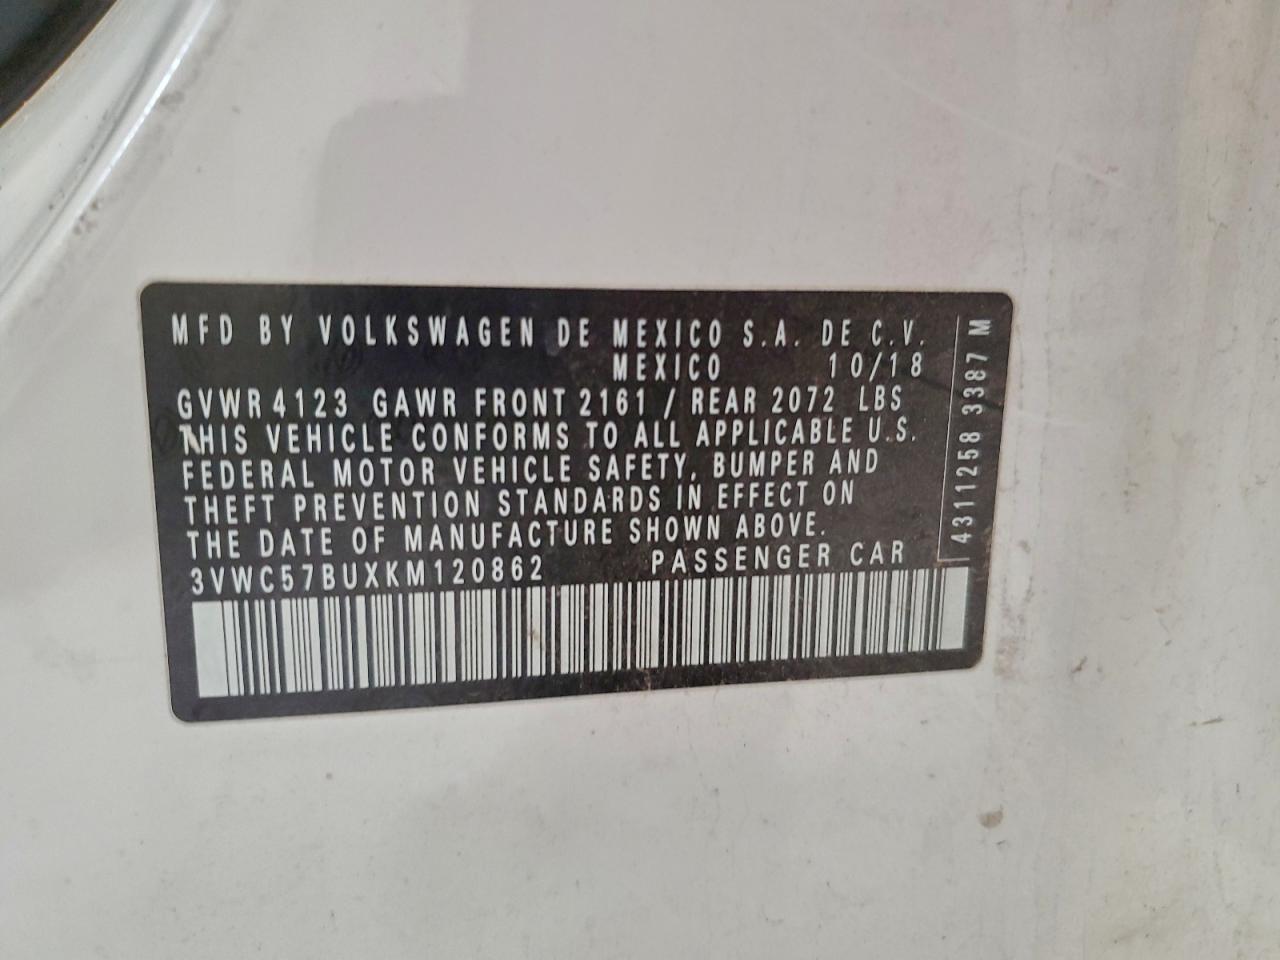 MFD BY VOLKSWAGEN DE MEXICO S.A. DE C.V.
MEXICO 10/18
GVWR 4123 GAWR FRONT 2161 / REAR 2072 LBS
THIS VEHICLE CONFORMS TO ALL APPLICABLE U.S.
FEDERAL MOTOR VEHICLE SAFETY, BUMPER AND
THEFT PREVENTION STANDARDS IN EFFECT ON
THE DATE OF MANUFACTURE SHOWN ABOVE.
3VWC57BUXKM120862 PASSENGER CAR
4311258 3387 M